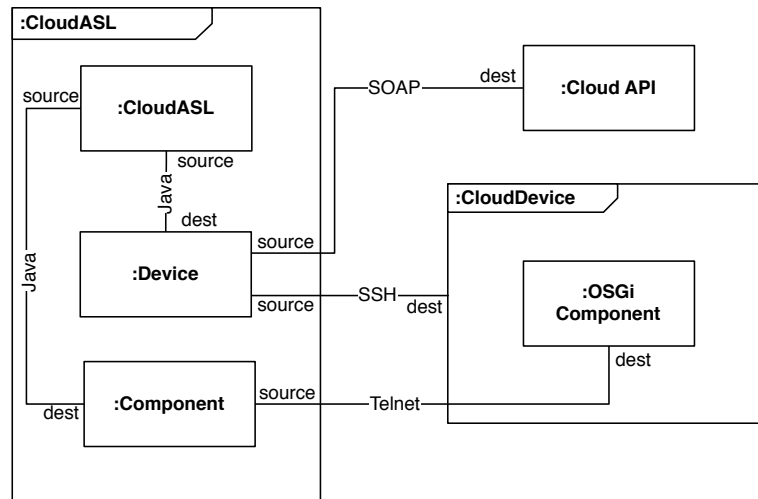 :CloudASL
source
:CloudASL
source
Java
dest
:Device
source
source
Java
dest
:Component
source
SOAP
dest
:Cloud API
:CloudDevice
SSH
dest
:OSGi
Component
dest
Telnet